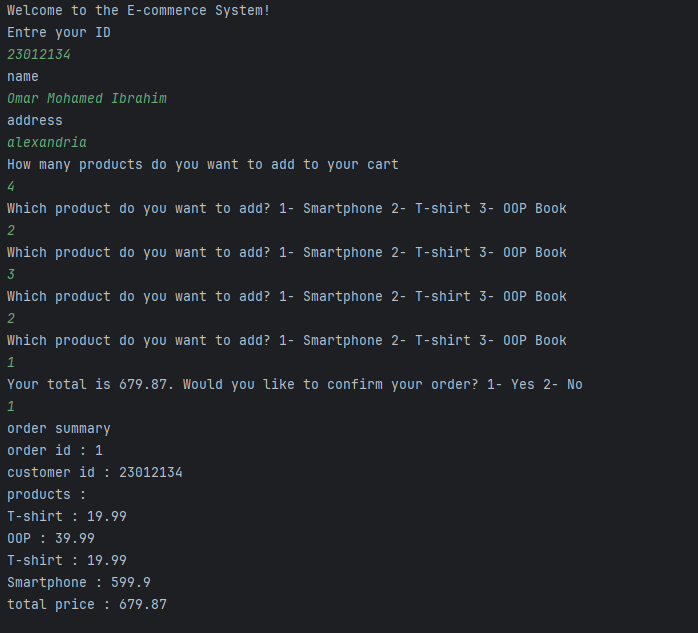 Welcome to the E-commerce System!
Entre your ID
23012134
name
Omar Mohamed Ibrahim
address
alexandria
How many products do you want to add to your cart
4
Which product do you want to add? 1- Smartphone 2- T-shirt 3- OOP Book
2
Which product do you want to add? 1- Smartphone 2- T-shirt 3- OOP Book
3
Which product do you want to add? 1- Smartphone 2- T-shirt 3- OOP Book
2
Which product do you want to add? 1- Smartphone 2- T-shirt 3- OOP Book
1
Your total is 679.87. Would you like to confirm your order? 1- Yes 2- No
1
order summary
order id : 1
customer id : 23012134
products :
T-shirt : 19.99
OOP : 39.99
T-shirt : 19.99
Smartphone : 599.9
total price : 679.87